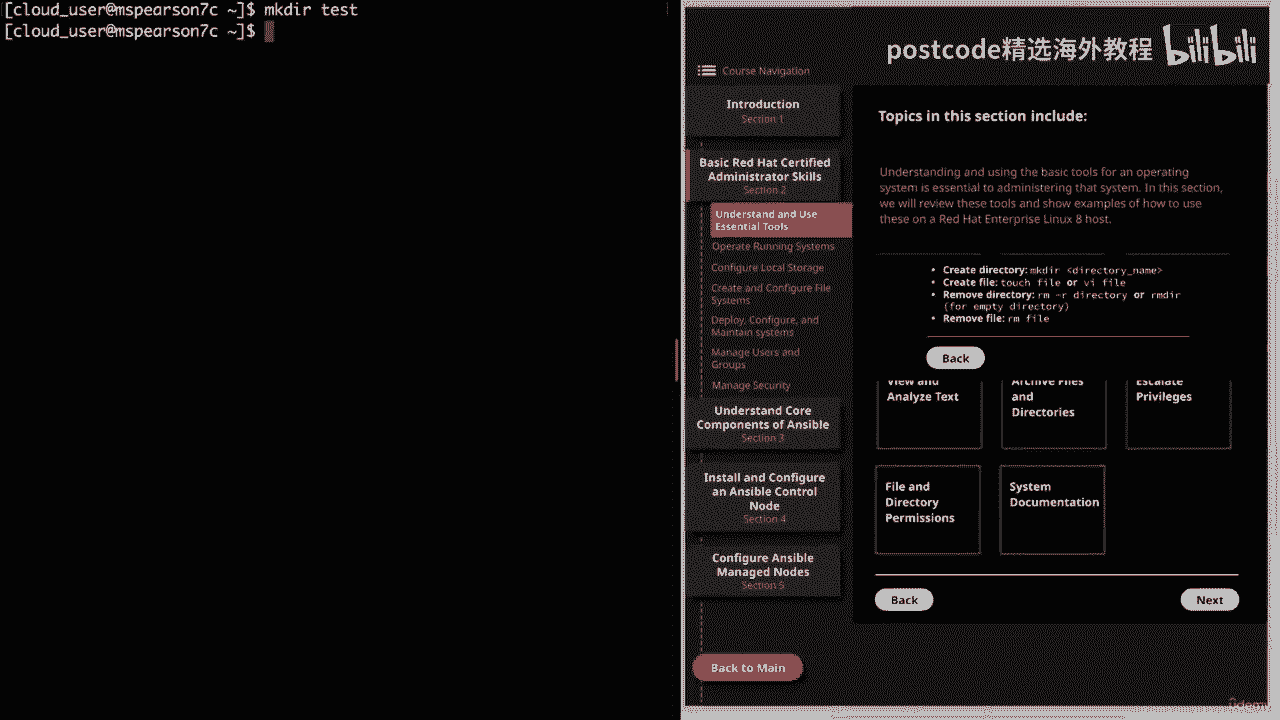 [cloud_user@mspearson7c ~]$ mkdir test
[cloud_user@mspearson7c ~]$
postcode精选海外教程 bilibili
Course Navigation
Introduction
Section 1
Basic Red Hat Certified
Administrator Skills
Section 2
Understand and Use
Essential Tools
Operate Running Systems
Configure Local Storage
Create and Configure File
Systems
Deploy, Configure, and
Maintain systems
Manage Users and
Groups
Manage Security
Understand Core
Components of Ansible
Section 3
Install and Configure
an Ansible Control
Node
Section 4
Configure Ansible
Managed Nodes
Section 5
Back to Main
Topics in this section include:
Understanding and using the basic tools for an operating
system is essential to administering that system. In this section,
we will review these tools and show examples of how to use
these on a Red Hat Enterprise Linux 8 host.
• Create directory: mkdir <directory_name>
• Create file: touch file or vi file
• Remove directory: rm -r directory or rmdir
(for empty directory)
• Remove file: rm file
Back
View and
Analyze Text
Archive Files
and
Directories
Escalate
Privileges
File and
Directory
Permissions
System
Documentation
Back
Next
Udemy